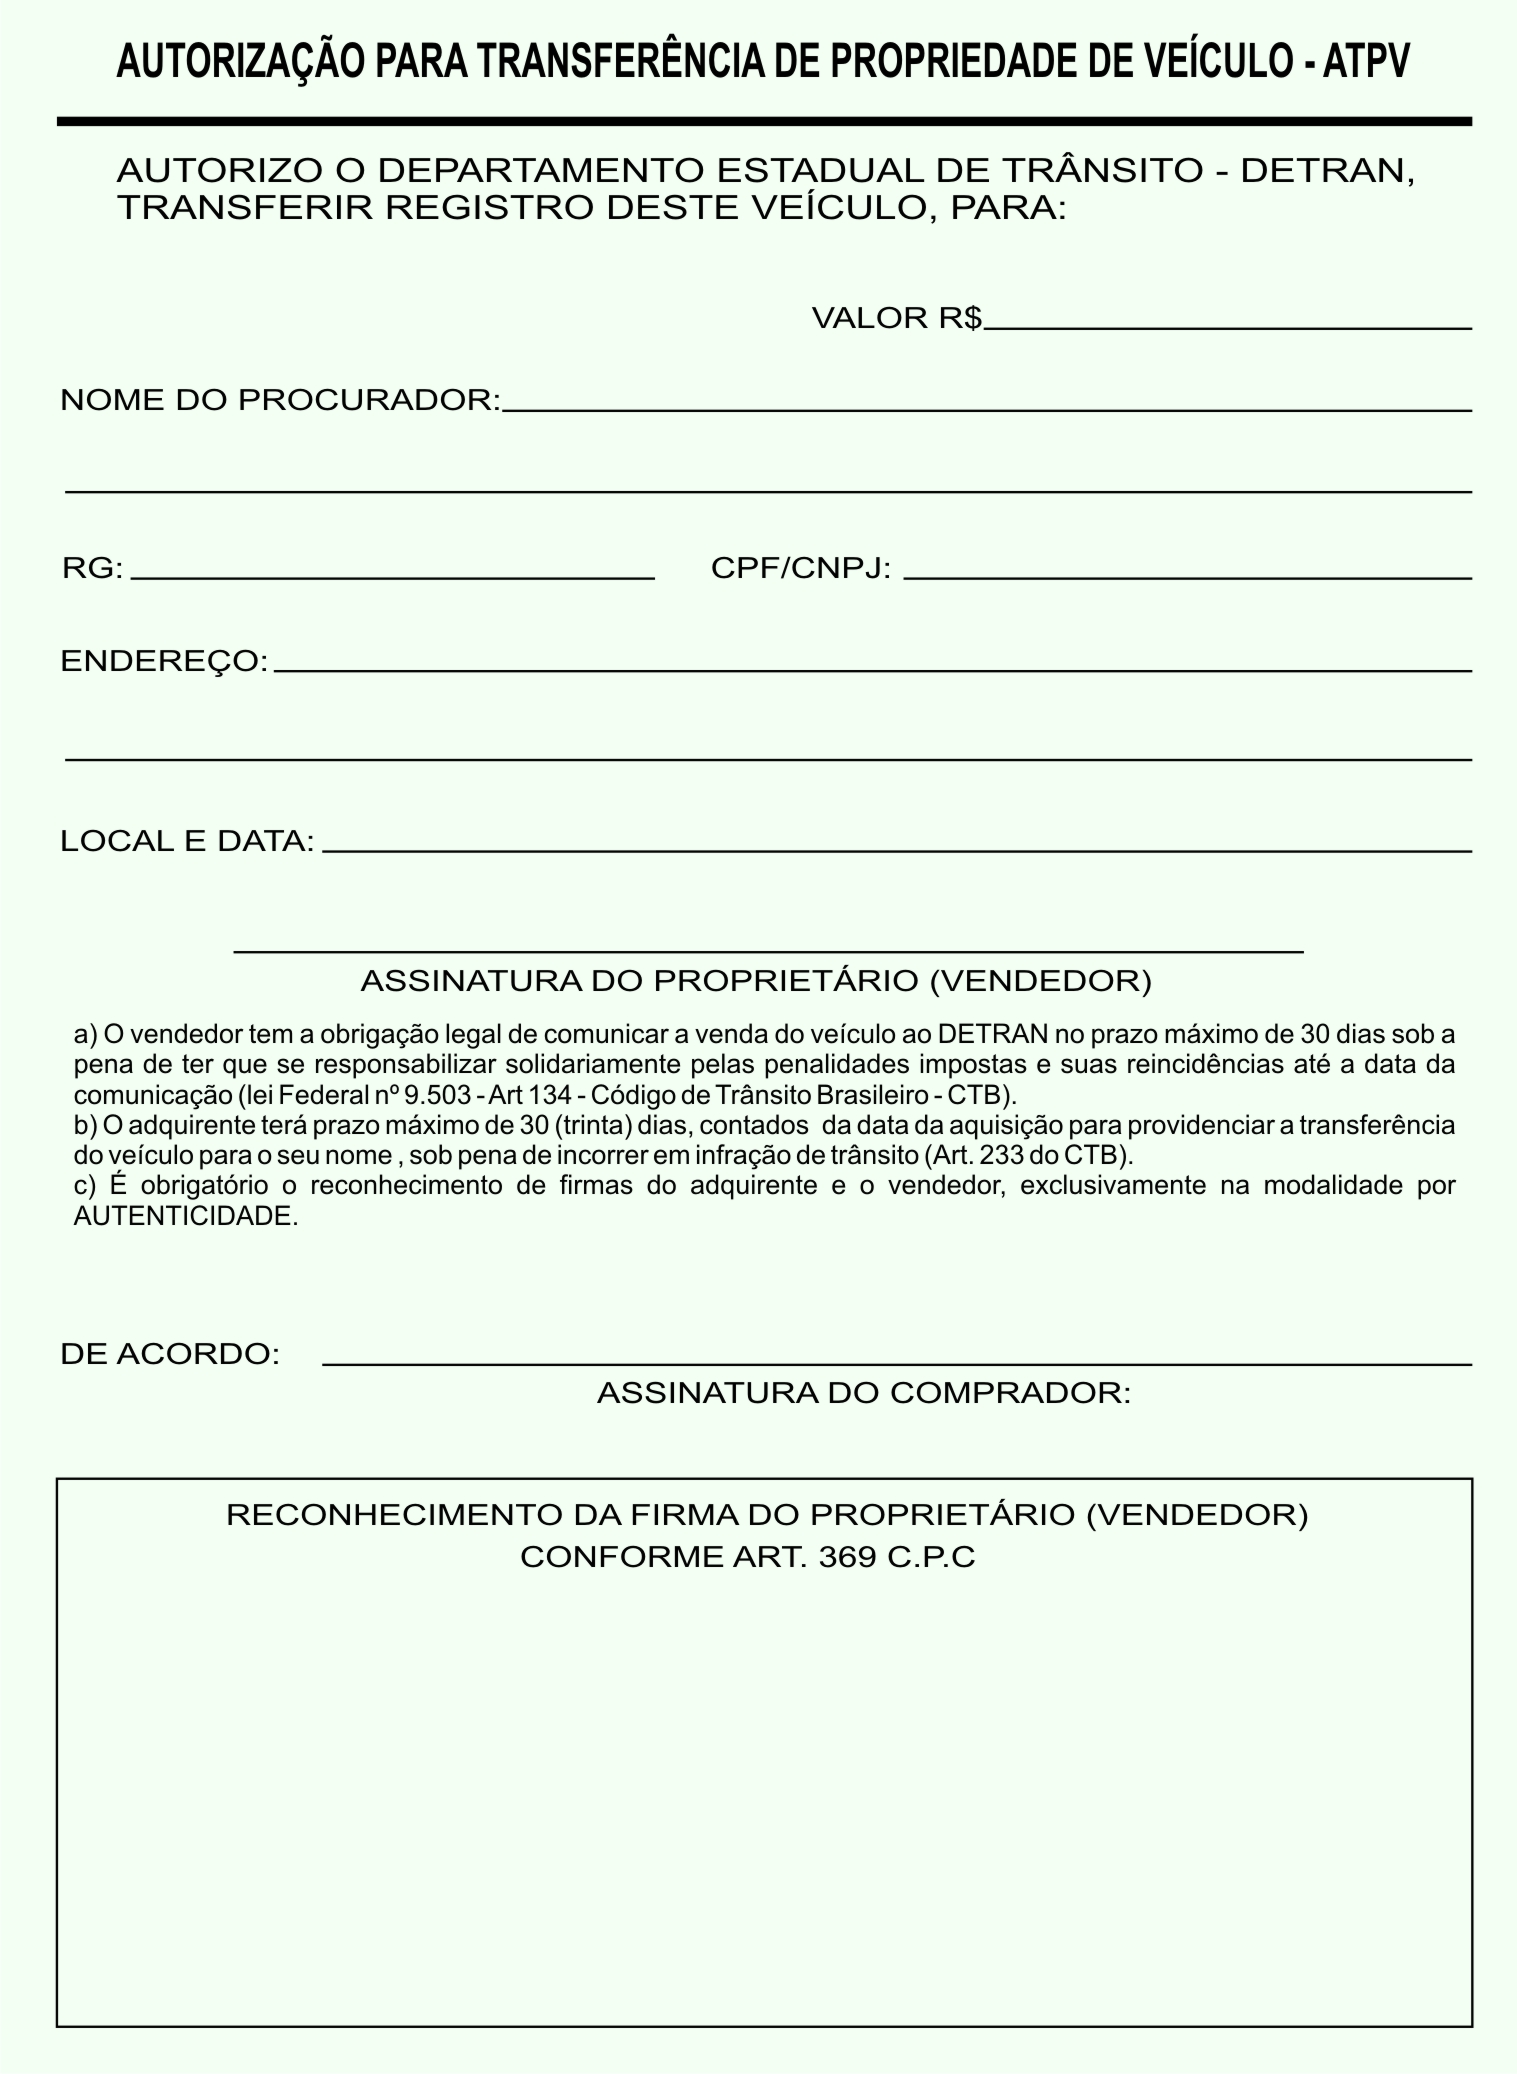 AUTORIZAÇÃO PARA TRANSFERÊNCIA DE PROPRIEDADE DE VEÍCULO - ATPV
AUTORIZO O DEPARTAMENTO ESTADUAL DE TRÂNSITO - DETRAN,
TRANSFERIR REGISTRO DESTE VEÍCULO, PARA:
VALOR R$
NOME DO PROCURADOR:
RG: CPF/CNPJ:
ENDEREÇO:
LOCAL E DATA:
ASSINATURA DO PROPRIETÁRIO (VENDEDOR)
a) O vendedor tem a obrigação legal de comunicar a venda do veículo ao DETRAN no prazo máximo de 30 dias sob a
pena de ter que se responsabilizar solidariamente pelas penalidades impostas e suas reincidências até a data da
comunicação (lei Federal nº 9.503 - Art 134 - Código de Trânsito Brasileiro - CTB).
b) O adquirente terá prazo máximo de 30 (trinta) dias, contados da data da aquisição para providenciar a transferência
do veículo para o seu nome , sob pena de incorrer em infração de trânsito (Art. 233 do CTB).
c) É obrigatório o reconhecimento de firmas do adquirente e o vendedor, exclusivamente na modalidade por
AUTENTICIDADE.
DE ACORDO:
ASSINATURA DO COMPRADOR:
RECONHECIMENTO DA FIRMA DO PROPRIETÁRIO (VENDEDOR)
CONFORME ART. 369 C.P.C